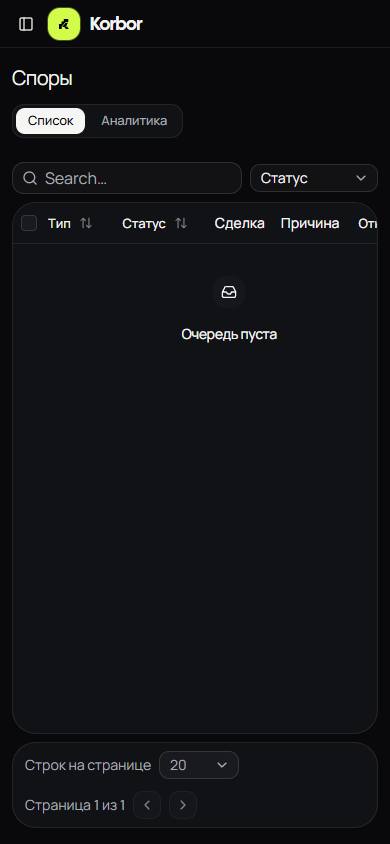 Korbor
Споры
Список Аналитика
Search... Статус
Тип Статус Сделка Причина
Очередь пуста
Строк на странице 20
Страница 1 из 1